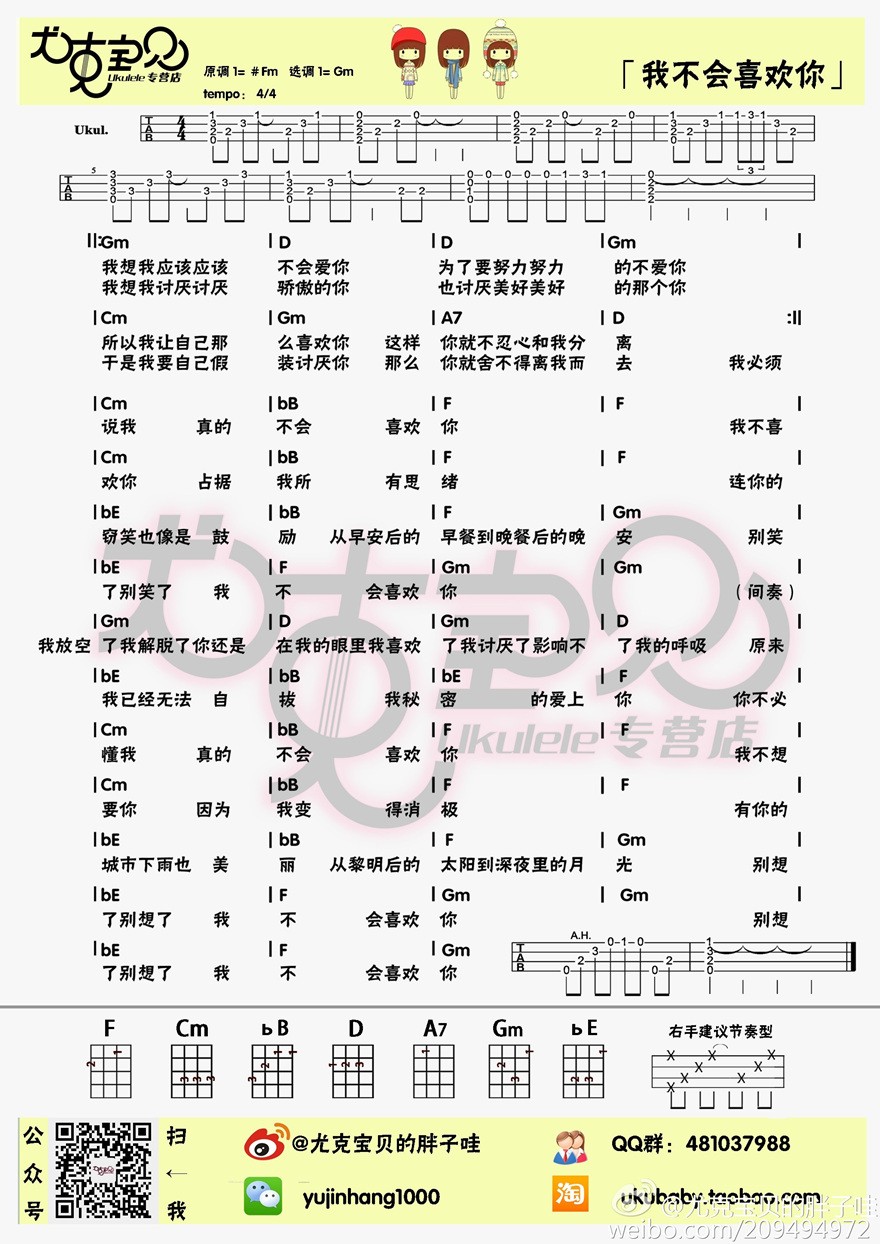 尤克宝贝
Ukulele 专营店
原调 1= #Fm 选调 1= Gm
tempo： 4/4
「我不会喜欢你」
Ukul.
5
||:Gm | D | D |Gm |
我想我应该应该 不会爱你 为了要努力努力 的不爱你
我想我讨厌讨厌 骄傲的你 也讨厌美好美好 的那个你
|Cm | Gm | A7 | D :||
所以我让自己那 么喜欢你 这样 你就不忍心和我分 离
于是我要自己假 装讨厌你 那么 你就舍不得离我而 去 我必须
|Cm | bB | F | F |
说我 真的 不会 喜欢 你 我不喜
|Cm | bB | F | F |
欢你 占据 我所 有思 绪 连你的
|bE | bB | F | Gm |
窃笑也像是 鼓 励 从早安后的 早餐到晚餐后的晚 安 别笑
|bE | F | Gm | Gm |
了别笑了 我 不 会喜欢 你 （间奏）
|Gm | D | Gm | D |
我放空 了我解脱了你还是 在我的眼里我喜欢 了我讨厌了影响不 了我的呼吸 原来
|bE | bB | bE | F |
我已经无法 自 拔 我秘 密 的爱上 你 你不必
|Cm | bB | F | F |
懂我 真的 不会 喜欢 你 我不想
|Cm | bB | F | F |
要你 因为 我变 得消 极 有你的
|bE | bB | F | Gm |
城市下雨也 美 丽 从黎明后的 太阳到深夜里的月 光 别想
|bE | F | Gm | Gm |
了别想了 我 不 会喜欢 你 别想
|bE | F | Gm
了别想了 我 不 会喜欢 你
A.H.
尤克宝贝
Ukulele 专营店
F Cm bB D A7 Gm bE
右手建议节奏型
公众号
扫←我
@尤克宝贝的胖子哇
QQ群：481037988
yujinhang1000
淘
ukubaby.taobao.com
@尤克宝贝的胖子哇
weibo.com/209494972